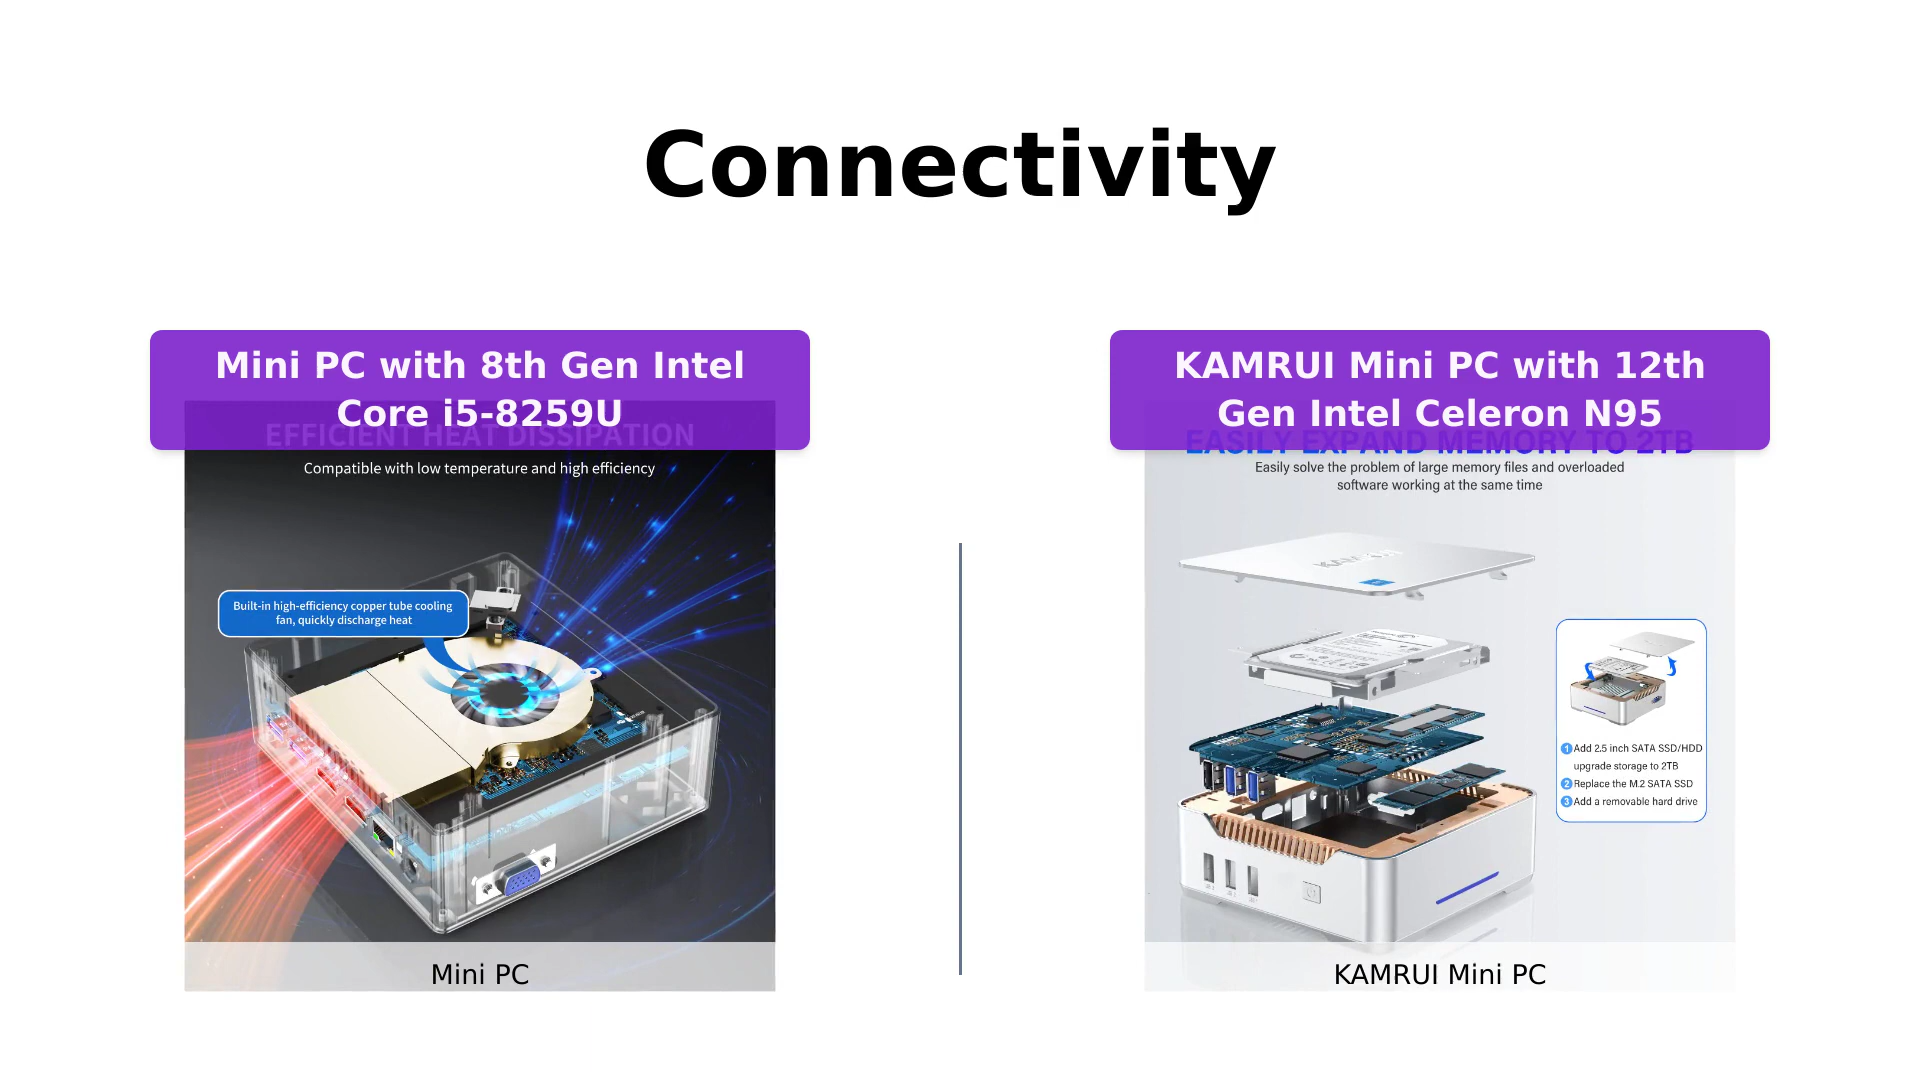 Connectivity
Mini PC with 8th Gen Intel
Core i5-8259U
EFFICIENT HEAT DISSIPATION
Compatible with low temperature and high efficiency
Built-in high-efficiency copper tube cooling
fan, quickly discharge heat
Mini PC
KAMRUI Mini PC with 12th
Gen Intel Celeron N95
EASILY EXPAND MEMORY TO 2TB
Easily solve the problem of large memory files and overloaded
software working at the same time
KAMRUI
1 Add 2.5 inch SATA SSD/HDD
upgrade storage to 2TB
2 Replace the M.2 SATA SSD
3 Add a removable hard drive
KAMRUI Mini PC